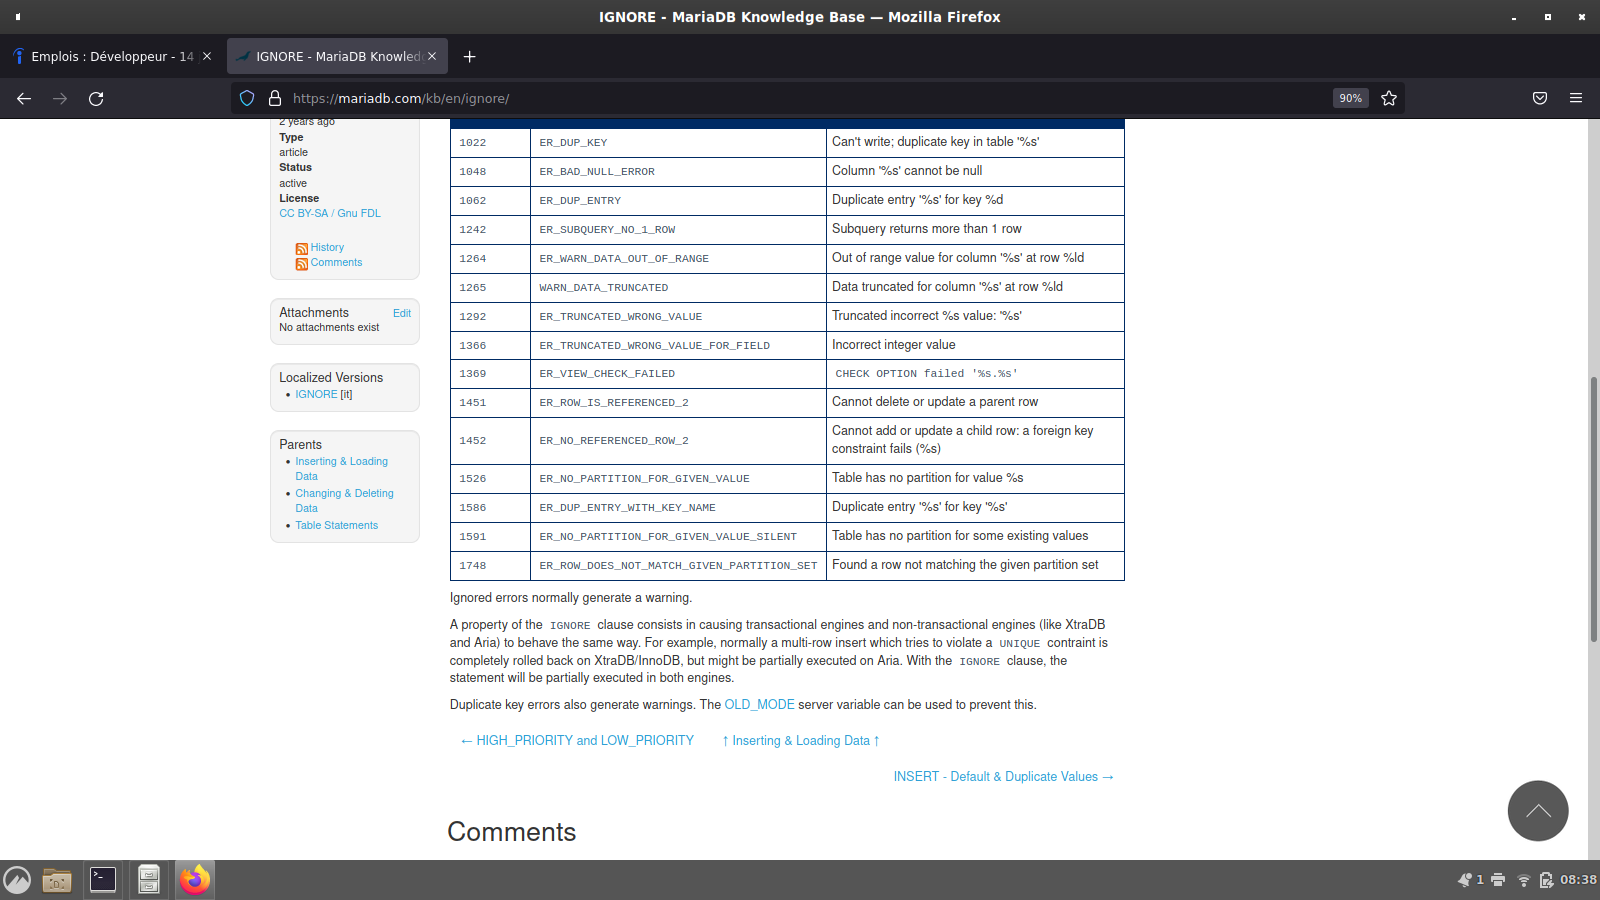 IGNORE - MariaDB Knowledge Base — Mozilla Firefox
Emplois : Développeur - 14
IGNORE - MariaDB Knowled
https://mariadb.com/kb/en/ignore/
90%
2 years ago
Type
article
Status
active
License
CC BY-SA / Gnu FDL
History
Comments
Attachments Edit
No attachments exist
Localized Versions
• IGNORE [it]
Parents
• Inserting & Loading
Data
• Changing & Deleting
Data
• Table Statements
1022 ER_DUP_KEY Can't write; duplicate key in table '%s'
1048 ER_BAD_NULL_ERROR Column '%s' cannot be null
1062 ER_DUP_ENTRY Duplicate entry '%s' for key %d
1242 ER_SUBQUERY_NO_1_ROW Subquery returns more than 1 row
1264 ER_WARN_DATA_OUT_OF_RANGE Out of range value for column '%s' at row %ld
1265 WARN_DATA_TRUNCATED Data truncated for column '%s' at row %ld
1292 ER_TRUNCATED_WRONG_VALUE Truncated incorrect %s value: '%s'
1366 ER_TRUNCATED_WRONG_VALUE_FOR_FIELD Incorrect integer value
1369 ER_VIEW_CHECK_FAILED CHECK OPTION failed '%s.%s'
1451 ER_ROW_IS_REFERENCED_2 Cannot delete or update a parent row
1452 ER_NO_REFERENCED_ROW_2 Cannot add or update a child row: a foreign key
constraint fails (%s)
1526 ER_NO_PARTITION_FOR_GIVEN_VALUE Table has no partition for value %s
1586 ER_DUP_ENTRY_WITH_KEY_NAME Duplicate entry '%s' for key '%s'
1591 ER_NO_PARTITION_FOR_GIVEN_VALUE_SILENT Table has no partition for some existing values
1748 ER_ROW_DOES_NOT_MATCH_GIVEN_PARTITION_SET Found a row not matching the given partition set
Ignored errors normally generate a warning.
A property of the IGNORE clause consists in causing transactional engines and non-transactional engines (like XtraDB
and Aria) to behave the same way. For example, normally a multi-row insert which tries to violate a UNIQUE contraint is
completely rolled back on XtraDB/InnoDB, but might be partially executed on Aria. With the IGNORE clause, the
statement will be partially executed in both engines.
Duplicate key errors also generate warnings. The OLD_MODE server variable can be used to prevent this.
← HIGH_PRIORITY and LOW_PRIORITY ↑ Inserting & Loading Data ↑
INSERT - Default & Duplicate Values →
Comments
1 08:38